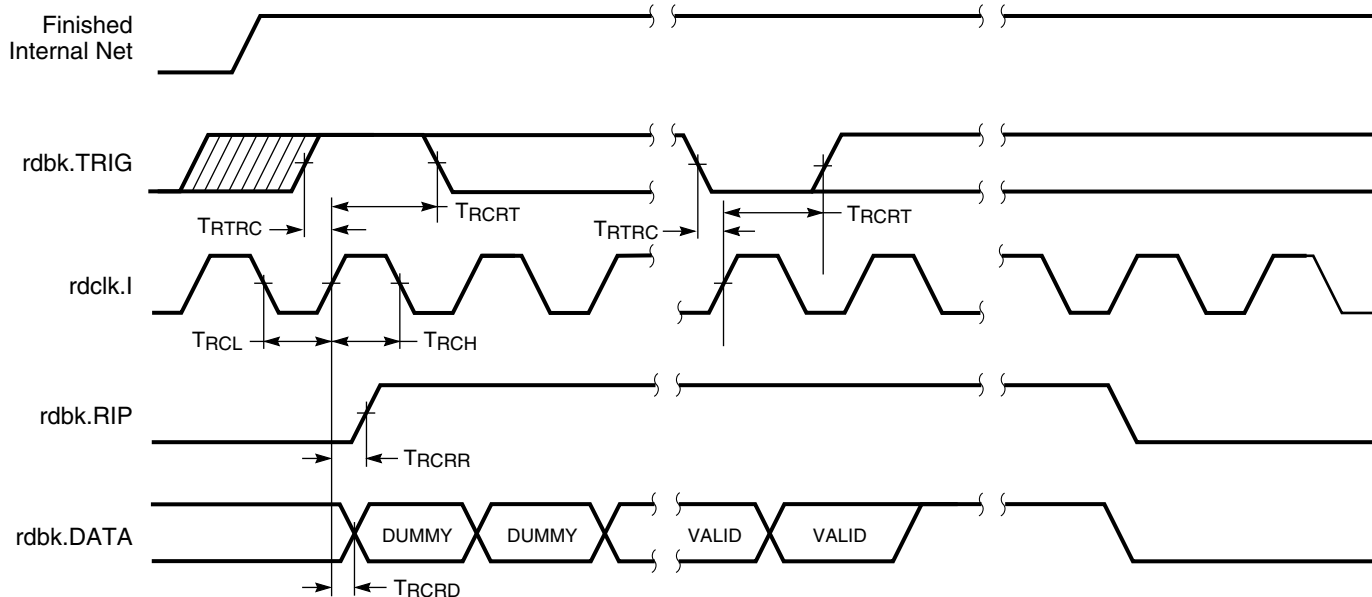 Finished
Internal Net
rdbk.TRIG
TRTRC
TRCRT
TRTRC
TRCRT
rdclk.I
TRCL
TRCH
rdbk.RIP
TRCRR
rdbk.DATA
DUMMY
DUMMY
VALID
VALID
TRCRD